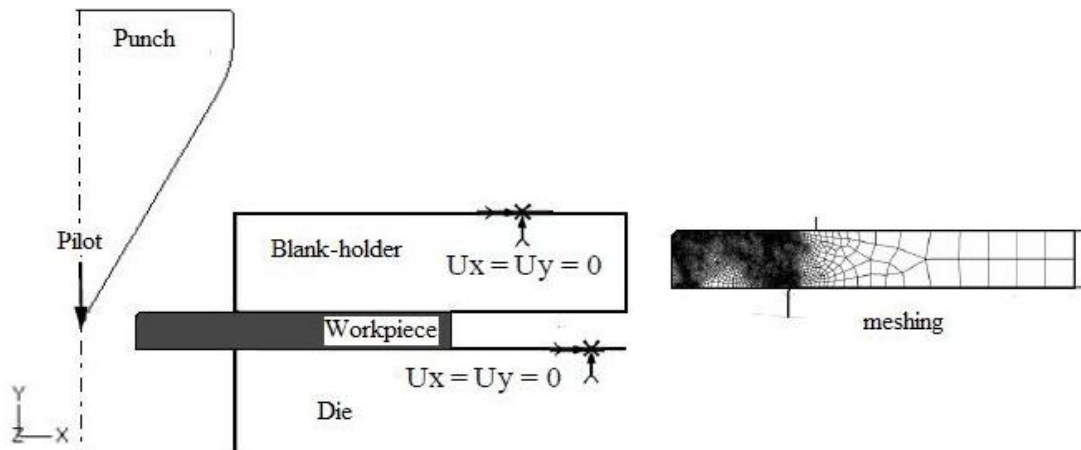 Punch
Pilot
Blank-holder
Ux = Uy = 0
Workpiece
meshing
Ux = Uy = 0
Die
Y
Z X